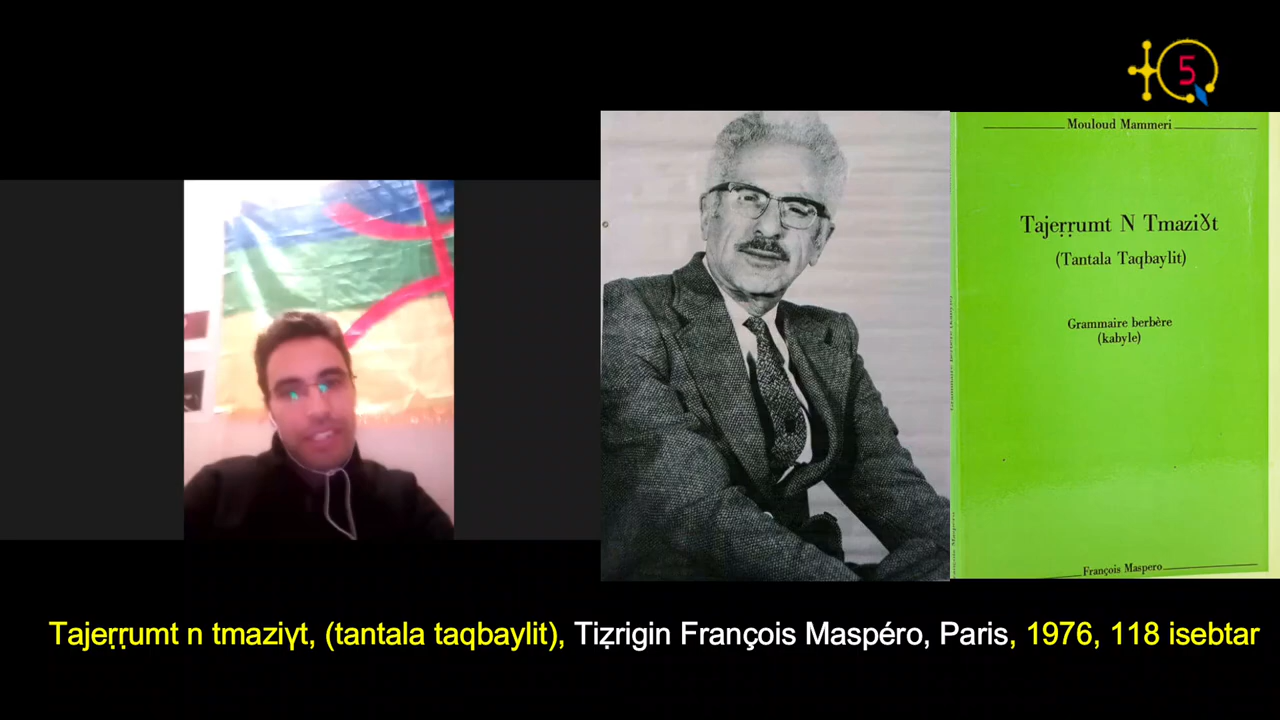 5
Mouloud Mammeri
Tajeṛṛumt N Tmaziɣt
(Tantala Taqbaylit)
Grammaire berbère
(kabyle)
François Maspero
Tajeṛṛumt n tmaziɣt, (tantala taqbaylit), Tiẓrigin François Maspéro, Paris, 1976, 118 isebtar